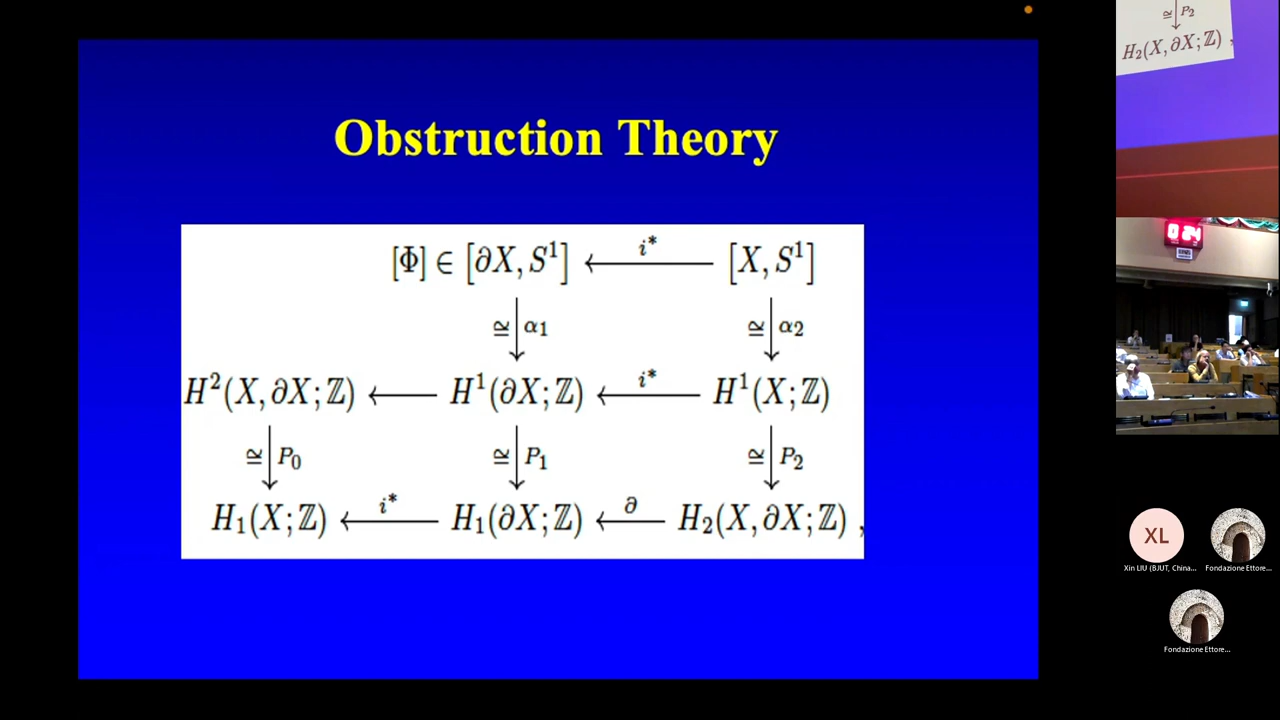 Obstruction Theory
[Φ] ∈ [∂X, S¹] ← i* [X, S¹]
≅ α₁ ≅ α₂
H²(X, ∂X; ℤ) ← H¹(∂X; ℤ) ← i* H¹(X; ℤ)
≅ P₀ ≅ P₁ ≅ P₂
H₁(X; ℤ) ← i* H₁(∂X; ℤ) ← ∂ H₂(X, ∂X; ℤ) ,
≅ P₂
H₂(X, ∂X; ℤ) ,
XL
Xin LIU (BJUT, China...
Fondazione Ettore...
Fondazione Ettore...